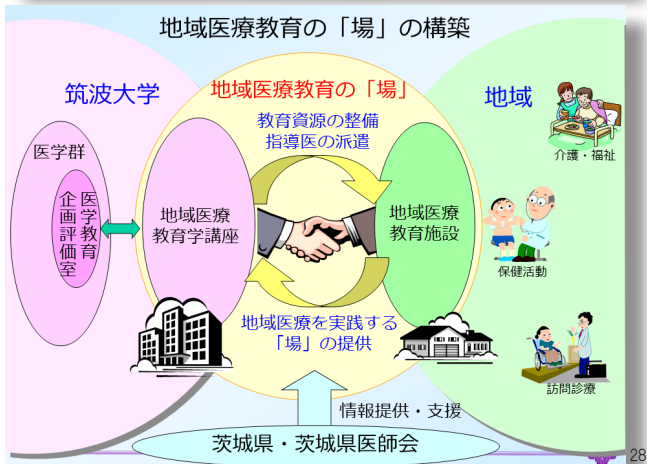 地域医療教育の「場」の構築
筑波大学
地域医療教育の「場」
地域
教育資源の整備
指導医の派遣
医学群
医学教育
企画評価室
地域医療
教育学講座
地域医療
教育施設
介護・福祉
保健活動
地域医療を実践する
「場」の提供
訪問診療
情報提供・支援
茨城県・茨城県医師会
28